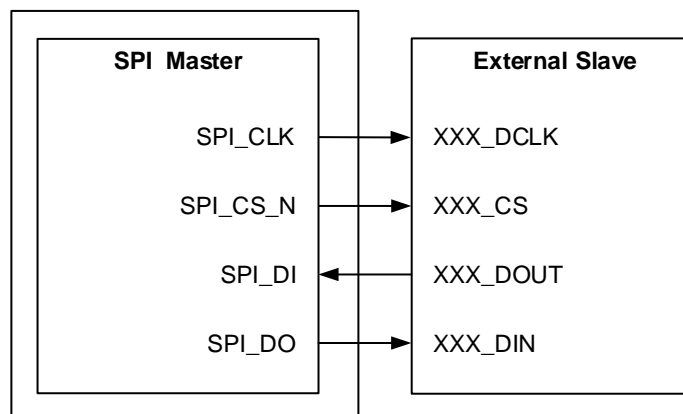 SPI Master
External Slave
SPI_CLK
XXX_DCLK
SPI_CS_N
XXX_CS
SPI_DI
XXX_DOUT
SPI_DO
XXX_DIN